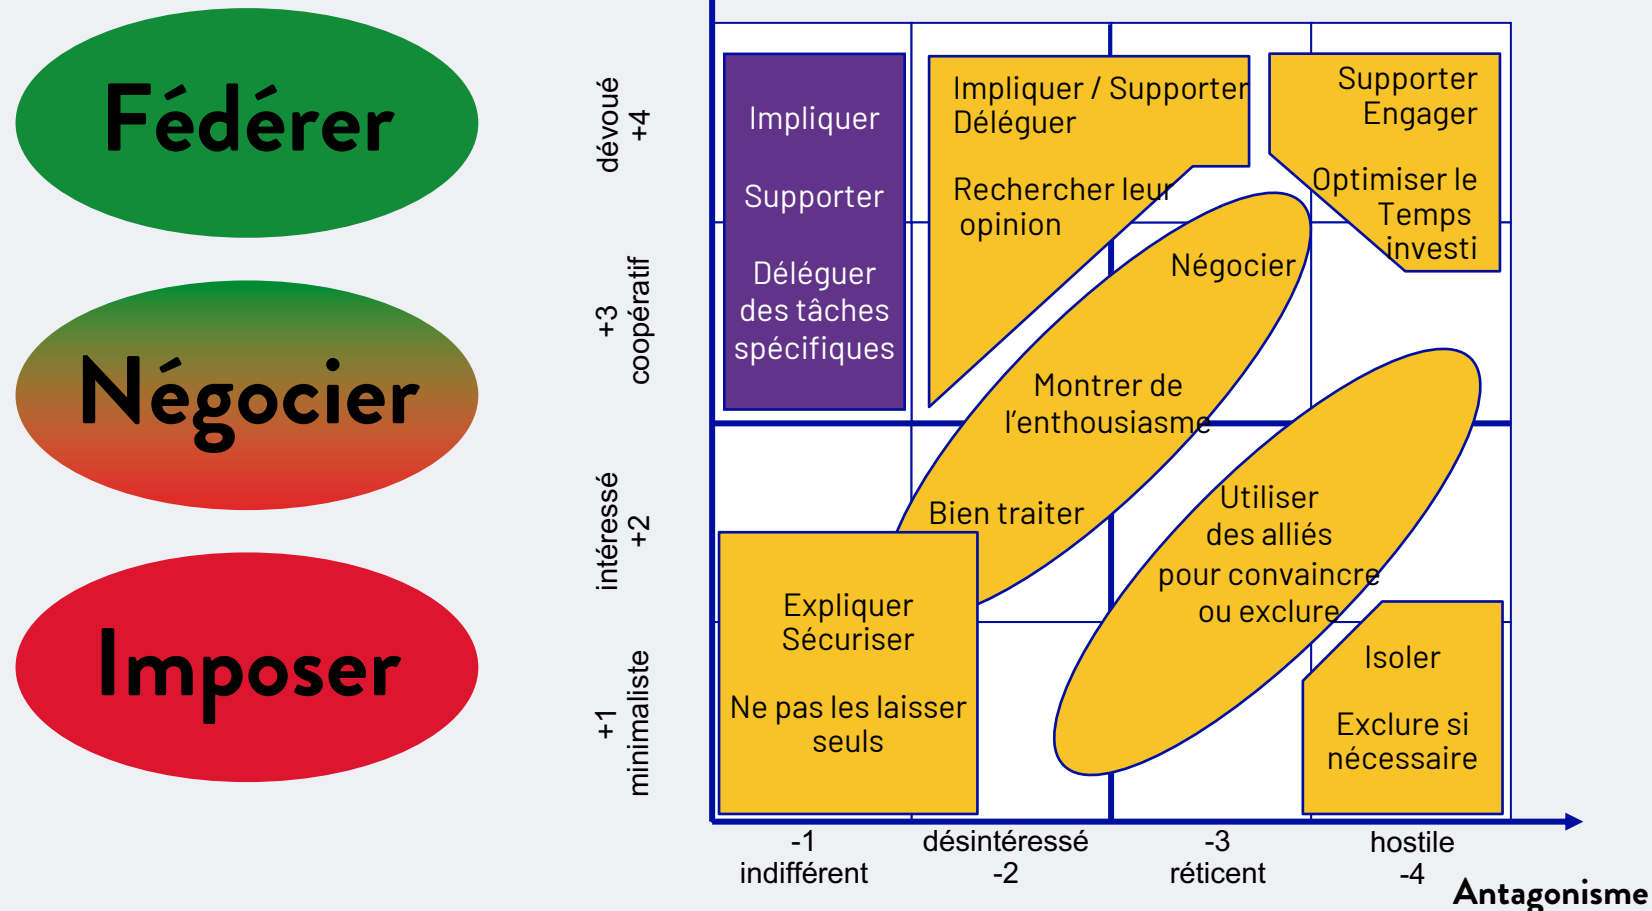 Fédérer
Négocier
Imposer
dévoué
+4
+3
coopératif
intéressé
+2
+1
minimaliste
Impliquer
Supporter
Déléguer
des tâches
spécifiques
Impliquer / Supporter
Déléguer
Rechercher leur
opinion
Supporter
Engager
Optimiser le
Temps
investi
Négocier
Montrer de
l'enthousiasme
Bien traiter
Utiliser
des alliés
pour convaincre
ou exclure
Expliquer
Sécuriser
Ne pas les laisser
seuls
Isoler
Exclure si
nécessaire
-1
indifférent
désintéressé
-2
-3
réticent
hostile
-4
Antagonisme